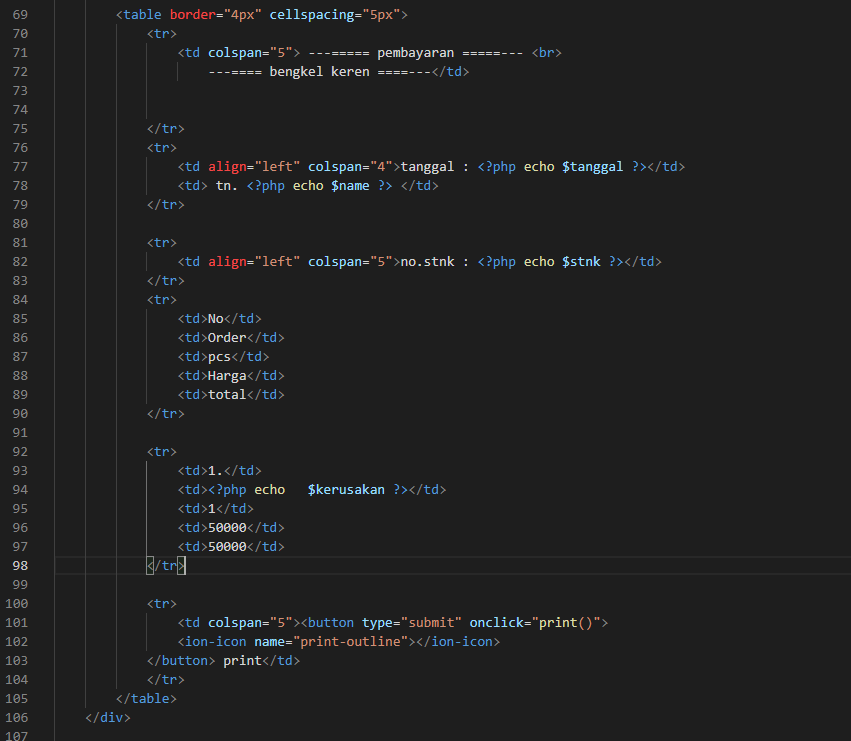 69 <table border="4px" cellspacing="5px">
70 <tr>
71 <td colspan="5"> ---===== pembayaran =====--- <br>
72 ---==== bengkel keren ====---</td>
73
74
75 </tr>
76 <tr>
77 <td align="left" colspan="4">tanggal : <?php echo $tanggal ?></td>
78 <td> tn. <?php echo $name ?> </td>
79 </tr>
80
81 <tr>
82 <td align="left" colspan="5">no.stnk : <?php echo $stnk ?></td>
83 </tr>
84 <tr>
85 <td>No</td>
86 <td>Order</td>
87 <td>pcs</td>
88 <td>Harga</td>
89 <td>total</td>
90 </tr>
91
92 <tr>
93 <td>1.</td>
94 <td><?php echo   $kerusakan ?></td>
95 <td>1</td>
96 <td>50000</td>
97 <td>50000</td>
98 </tr>
99
100 <tr>
101 <td colspan="5"><button type="submit" onclick="print()">
102 <ion-icon name="print-outline"></ion-icon>
103 </button> print</td>
104 </tr>
105 </table>
106 </div>
107